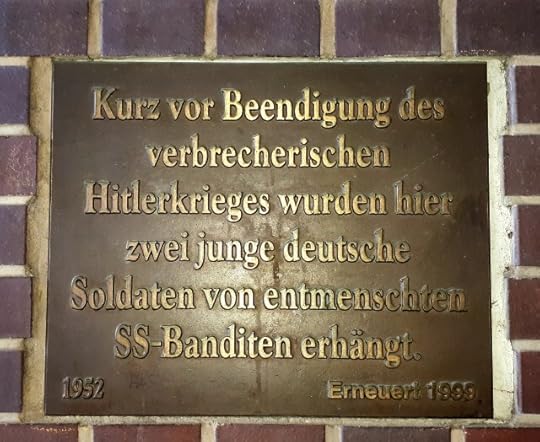 Kurz vor Beendigung des
verbrecherischen
Hitlerkrieges wurden hier
zwei junge deutsche
Soldaten von entmenschten
SS-Banditen erhängt.
1952 Erneuert 1999